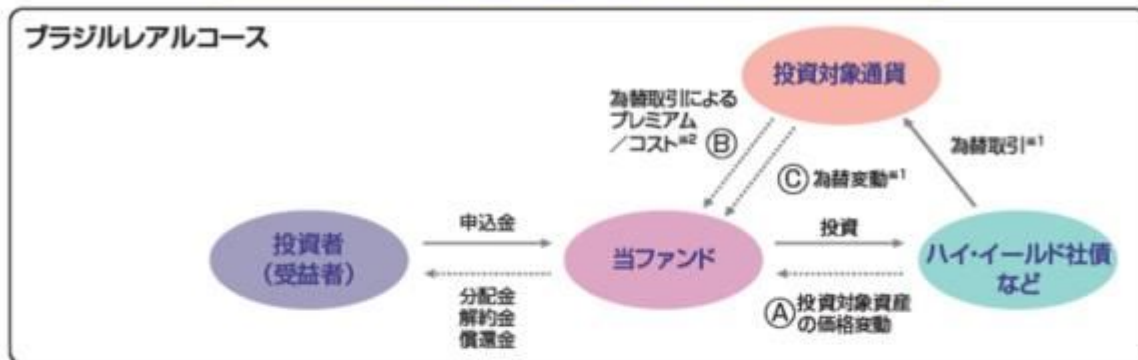 ブラジルレアルコース
投資対象通貨
為替取引による
プレミアム
／コスト※2 Ⓑ
為替取引※1
Ⓒ 為替変動※1
投資者
（受益者）
申込金
分配金
解約金
償還金
当ファンド
投資
Ⓐ 投資対象資産
の価格変動
ハイ・イールド社債
など